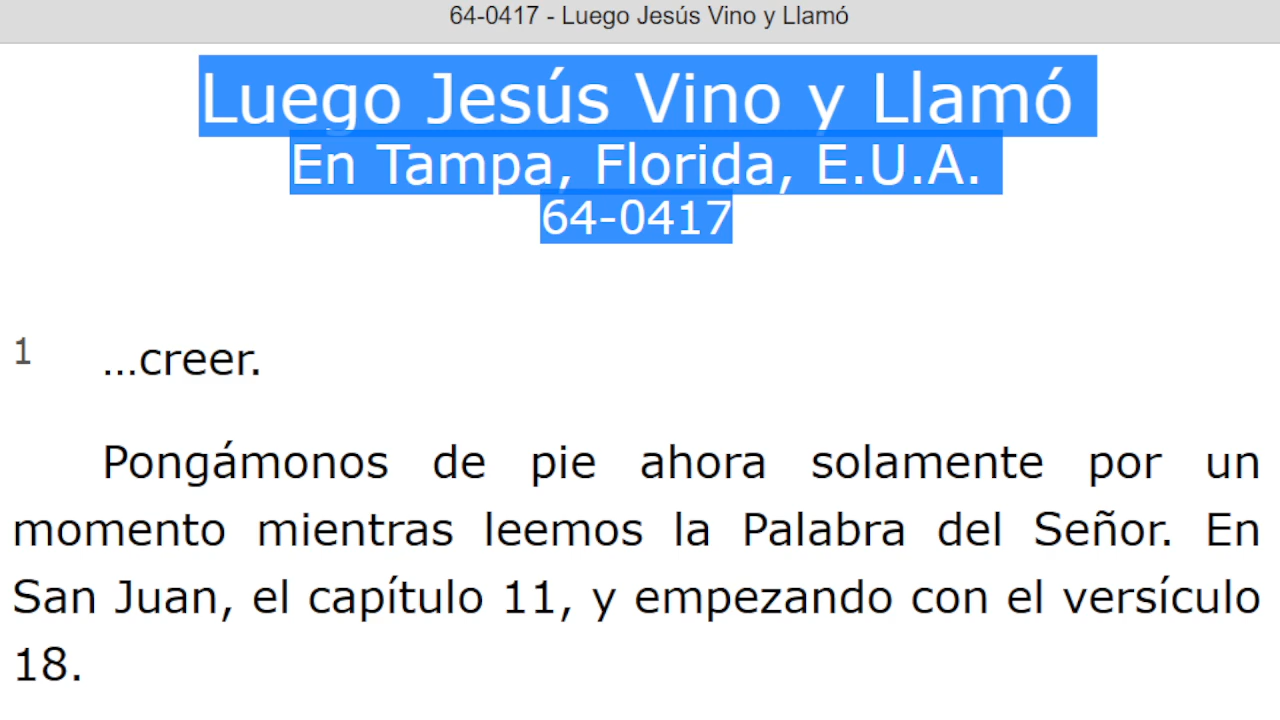 64-0417 - Luego Jesús Vino y Llamó
Luego Jesús Vino y Llamó
En Tampa, Florida, E.U.A.
64-0417
1 …creer.
Pongámonos de pie ahora solamente por un
momento mientras leemos la Palabra del Señor. En
San Juan, el capítulo 11, y empezando con el versículo
18.